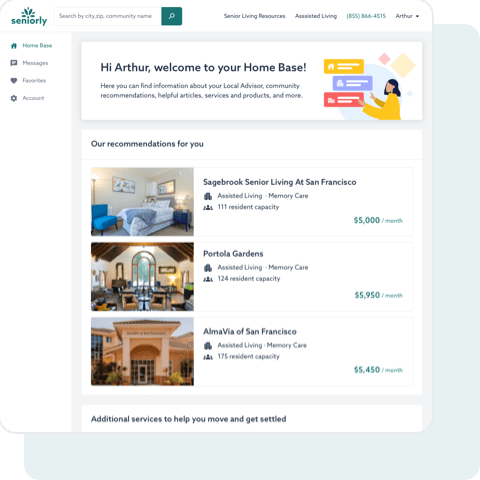 seniorly
Search by city,zip, community name
Senior Living Resources
Asssisted Living
(855) 866-4515
Arthur
Home Base
Messages
Favorites
Account
Hi Arthur, welcome to your Home Base!
Here you can find information about your Local Advisor, community
recommendations, helpful articles, services and products, and more.
Our recommendations for you
Sagebrook Senior Living At San Francisco
Assisted Living · Memory Care
111 resident capacity
$5,000 / month
Portola Gardens
Assisted Living · Memory Care
124 resident capacity
$5,950 / month
AlmaVia of San Francisco
Assisted Living · Memory Care
175 resident capacity
$5,450 / month
Additional services to help you move and get settled